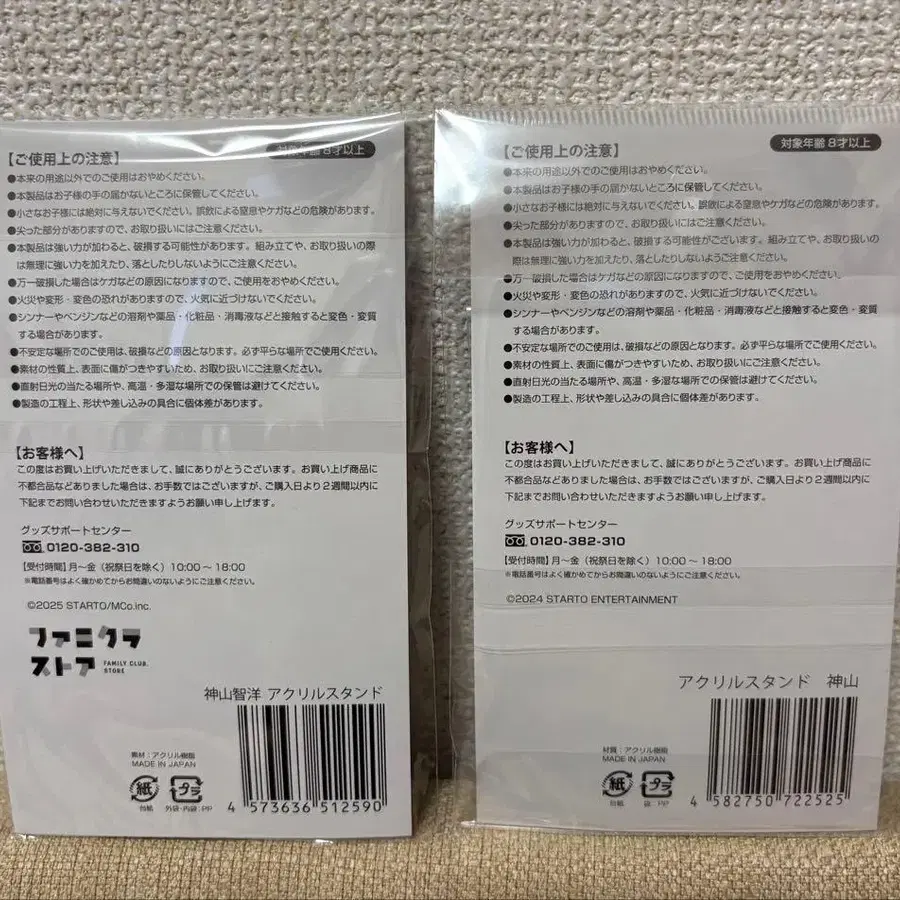 【ご使用上の注意】
対象年齢 8才以上
●本来の用途以外でのご使用はおやめください。
●本製品はお子様の手の届かないところに保管してください。
●小さなお子様には絶対に与えないでください。誤飲による窒息やケガなどの危険があります。
●尖った部分がありますので、お取り扱いにはご注意ください。
●本製品は強い力が加わると、破損する可能性があります。組み立てや、お取り扱いの際
は無理に強い力を加えたり、落としたりしないようにご注意ください。
●万一破損した場合はケガなどの原因になりますので、ご使用をおやめください。
●火災や変形・変色の恐れがありますので、火気に近づけないでください。
●シンナーやベンジンなどの溶剤や薬品・化粧品・消毒液などと接触すると変色・変質
する場合があります。
●不安定な場所でのご使用は、破損などの原因となります。必ず平らな場所でご使用ください。
●素材の性質上、表面に傷がつきやすいため、お取り扱いにご注意ください。
●直射日光の当たる場所や、高温・多湿な場所での保管は避けてください。
●製造の工程上、形状や差し込みの具合に個体差があります。
【お客様へ】
この度はお買い上げいただきまして、誠にありがとうございます。お買い上げ商品に
不都合品などありました場合は、お手数ではございますが、ご購入日より2週間以内に
下記までお問い合わせいただきますようお願い申し上げます。
グッズサポートセンター
0120-382-310
【受付時間】月～金（祝祭日を除く）10:00～18:00
※電話番号はよく確かめてからお間違いのないようにご注意ください。
©2025 STARTO/MCo.inc.
ファミクラ
ストア FAMILY CLUB STORE
神山智洋 アクリルスタンド
素材：アクリル樹脂
MADE IN JAPAN
紙 プラ
台紙 外袋・内袋：PP
4 573636 512590
【ご使用上の注意】
対象年齢 8才以上
●本来の用途以外でのご使用はおやめください。
●本製品はお子様の手の届かないところに保管してください。
●小さなお子様には絶対に与えないでください。誤飲による窒息やケガなどの危険があります。
●尖った部分がありますので、お取り扱いにはご注意ください。
●本製品は強い力が加わると、破損する可能性がございます。組み立てや、お取り扱いの
際は無理に強い力を加えたり、落としたりしないようにご注意ください。
●万一破損した場合はケガなどの原因になりますので、ご使用をおやめください。
●火災や変形・変色の恐れがありますので、火気に近づけないでください。
●シンナーやベンジンなどの溶剤や薬品・化粧品・消毒液などと接触すると変色・変質
する場合があります。
●不安定な場所でのご使用は、破損などの原因となります。必ず平らな場所でご使用ください。
●素材の性質上、表面に傷がつきやすいため、お取り扱いにご注意ください。
●直射日光の当たる場所や、高温・多湿な場所での保管は避けてください。
●製造の工程上、形状や差し込みの具合に個体差があります。
【お客様へ】
この度はお買い上げいただきまして、誠にありがとうございます。お買い上げ商品に
不都合品などありました場合は、お手数ではございますが、ご購入日より2週間以内に
下記までお問い合わせいただきますようお願い申し上げます。
グッズサポートセンター
0120-382-310
【受付時間】月～金（祝祭日を除く）10:00～18:00
※電話番号はよく確かめてからお間違いのないようにご注意ください。
©2024 STARTO ENTERTAINMENT
アクリルスタンド 神山
材質：アクリル樹脂
MADE IN JAPAN
紙 プラ
台紙 袋：PP
4 582750 722525